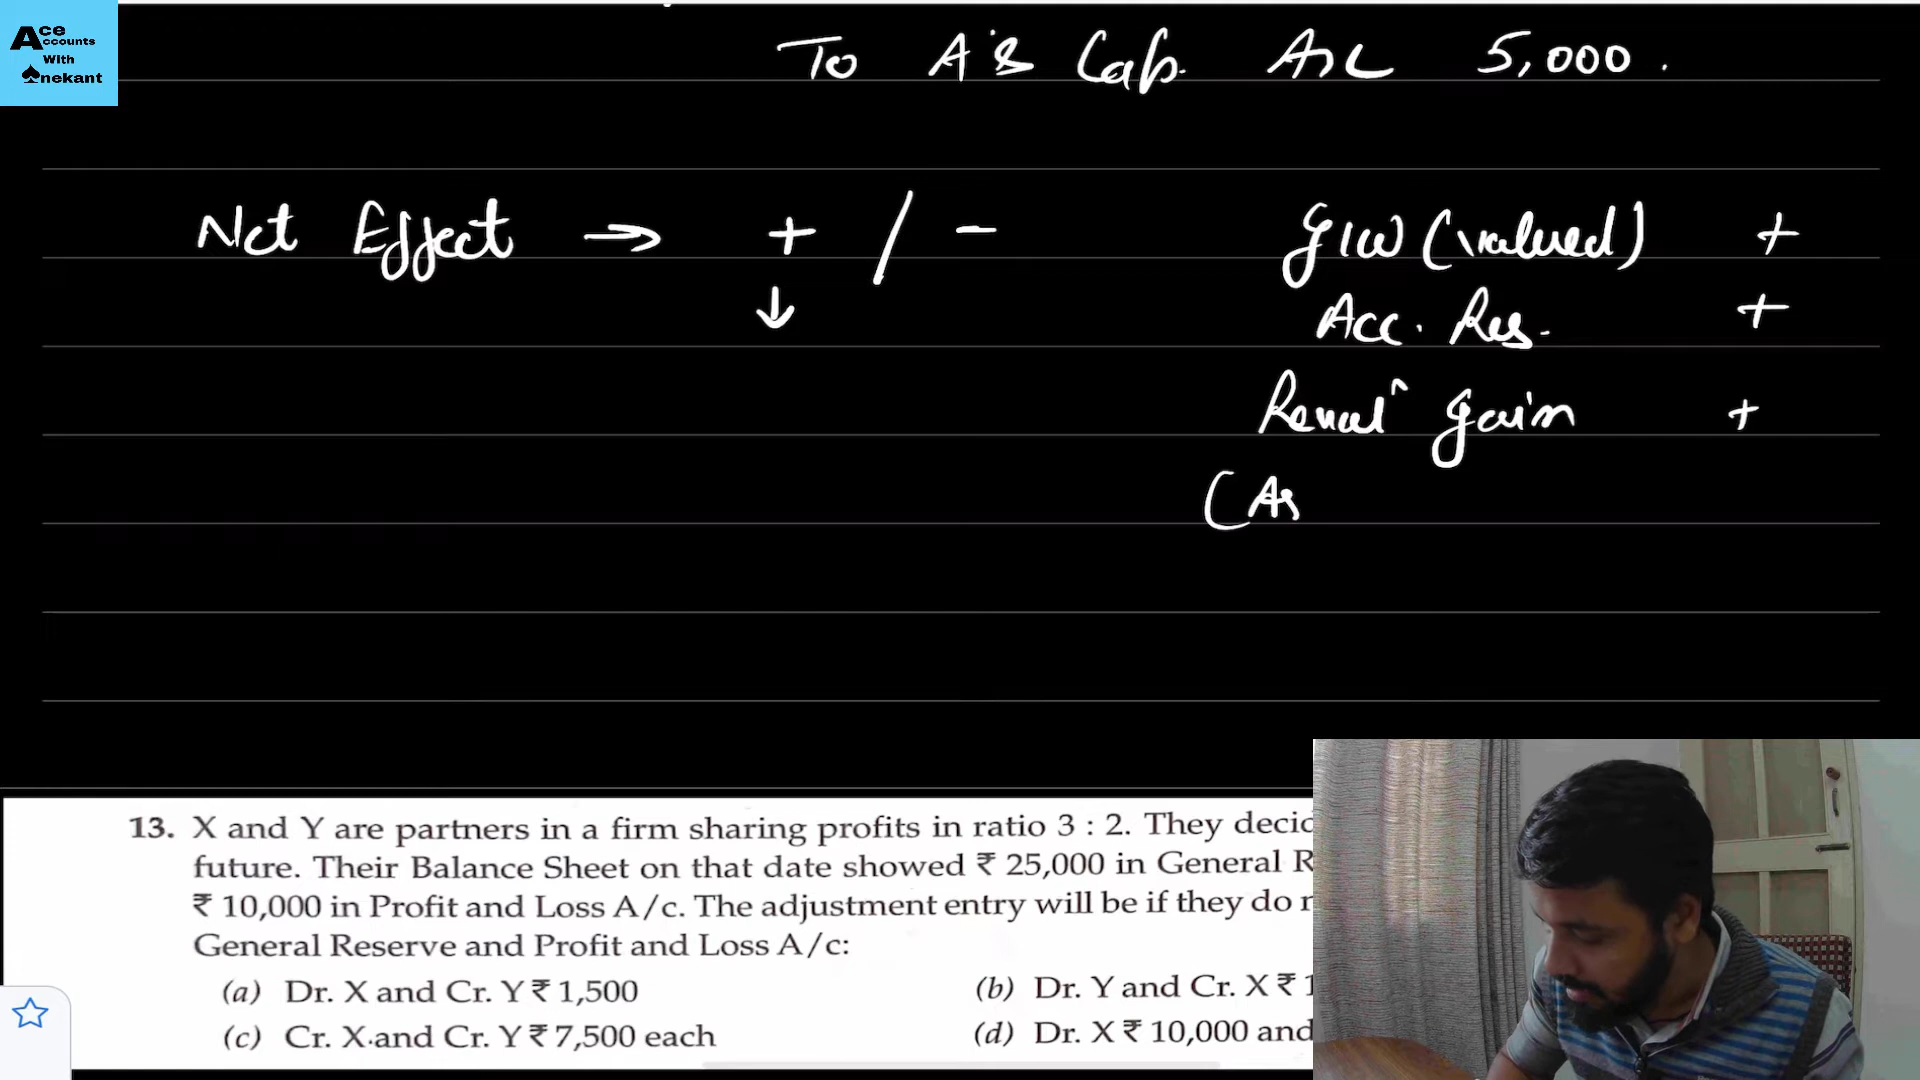 Ace
Accounts
With
Anekant
To A's Cap. A/c 5,000.
Net Effect → + / -
↓
G/W (valued) +
Acc. Res. +
Revalⁿ gain +
(As
13. X and Y are partners in a firm sharing profits in ratio 3 : 2. They decid
future. Their Balance Sheet on that date showed ₹ 25,000 in General R
₹ 10,000 in Profit and Loss A/c. The adjustment entry will be if they do n
General Reserve and Profit and Loss A/c:
(a) Dr. X and Cr. Y ₹ 1,500
(b) Dr. Y and Cr. X ₹ 1
(c) Cr. X and Cr. Y ₹ 7,500 each
(d) Dr. X ₹ 10,000 and